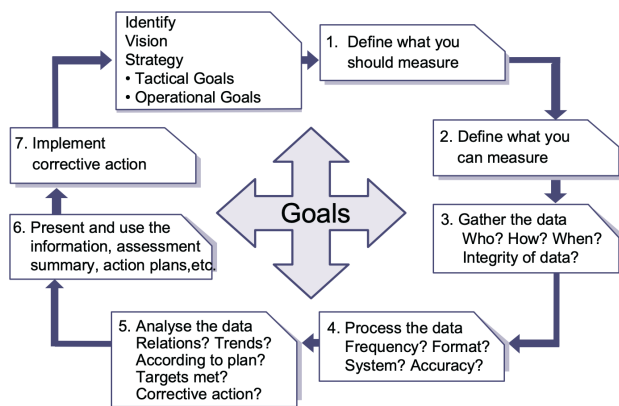 Identify
Vision
Strategy
• Tactical Goals
• Operational Goals
1. Define what you
should measure
2. Define what you
can measure
3. Gather the data
Who? How? When?
Integrity of data?
4. Process the data
Frequency? Format?
System? Accuracy?
5. Analyse the data
Relations? Trends?
According to plan?
Targets met?
Corrective action?
6. Present and use the
information, assessment
summary, action plans,etc.
7. Implement
corrective action
Goals